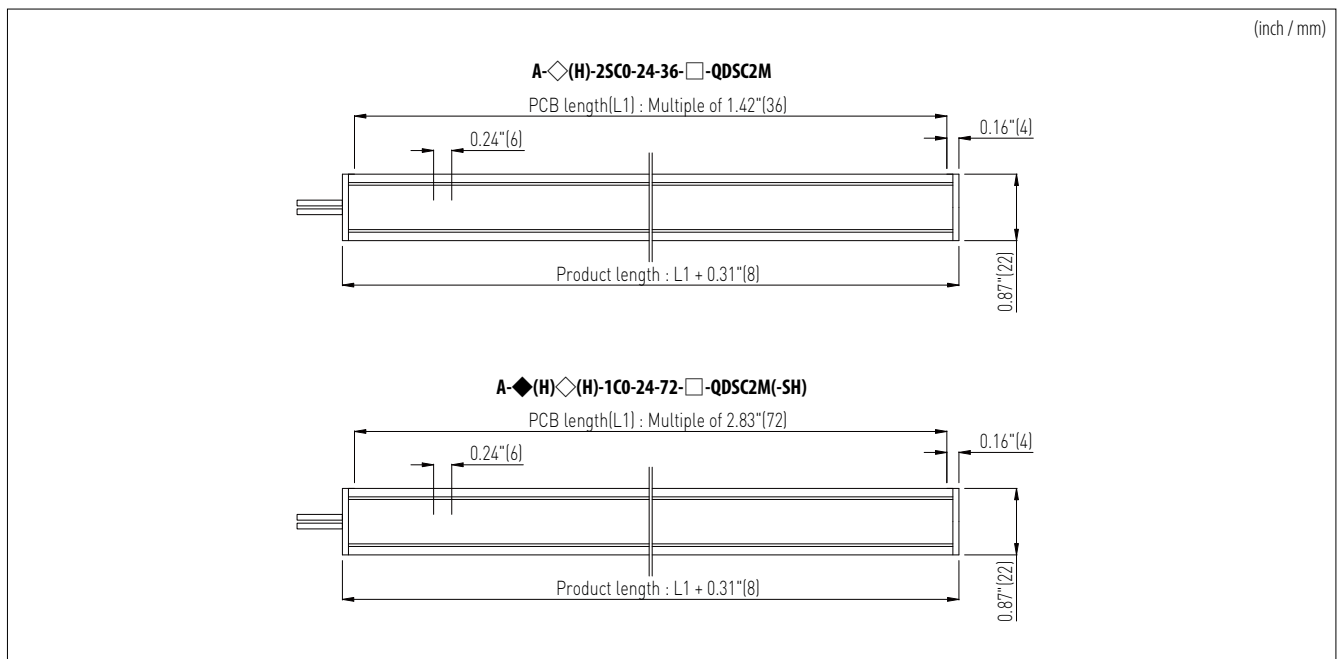 (inch / mm)
A-◇(H)-2SC0-24-36-□-QDSC2M
PCB length(L1) : Multiple of 1.42"(36)
0.24"(6)
0.16"(4)
0.87"(22)
Product length : L1 + 0.31"(8)
A-◆(H)◇(H)-1C0-24-72-□-QDSC2M(-SH)
PCB length(L1) : Multiple of 2.83"(72)
0.24"(6)
0.16"(4)
0.87"(22)
Product length : L1 + 0.31"(8)